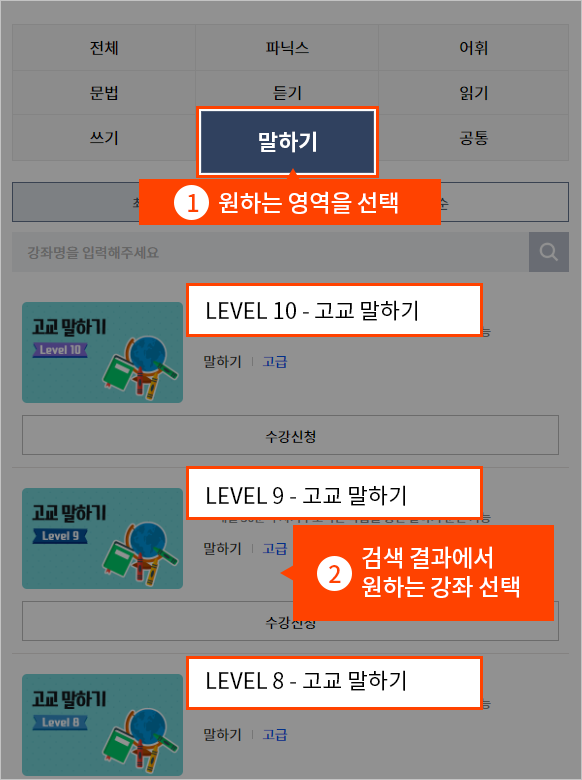 전체 파닉스 어휘
문법 듣기 읽기
쓰기 말하기 공통
1 원하는 영역을 선택
순
강좌명을 입력해주세요
LEVEL 10 - 고교 말하기
능
고교 말하기
Level 10
말하기 고급
수강신청
LEVEL 9 - 고교 말하기
고교 말하기
Level 9
말하기 고급
2 검색 결과에서
원하는 강좌 선택
수강신청
LEVEL 8 - 고교 말하기
능
고교 말하기
Level 8
말하기 고급